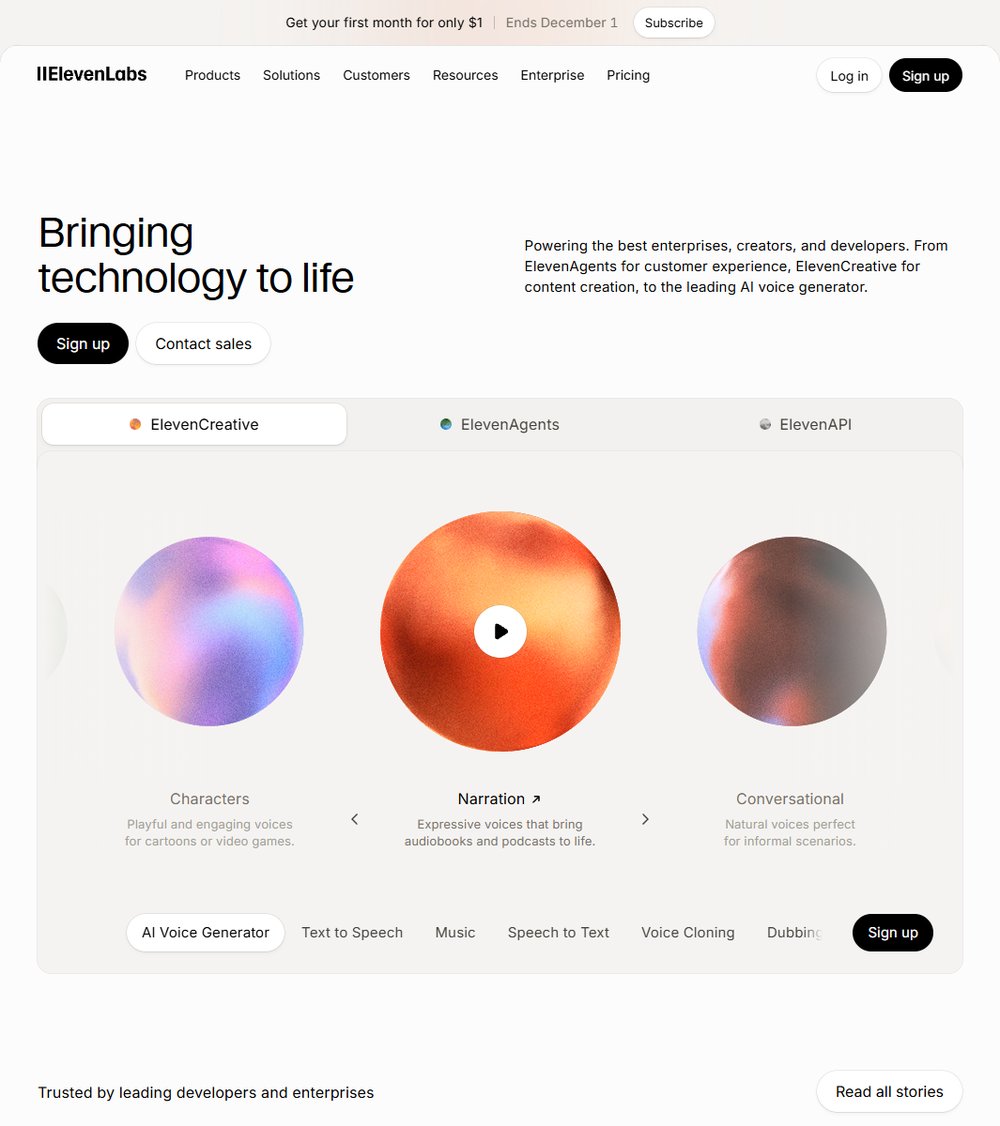 Get your first month for only $1
Ends December 1
Subscribe
IIElevenLabs
Products
Solutions
Customers
Resources
Enterprise
Pricing
Log in
Sign up
Bringing
technology to life
Powering the best enterprises, creators, and developers. From
ElevenAgents for customer experience, ElevenCreative for
content creation, to the leading AI voice generator.
Sign up
Contact sales
ElevenCreative
ElevenAgents
ElevenAPI
Characters
Playful and engaging voices
for cartoons or video games.
Narration ↗
Expressive voices that bring
audiobooks and podcasts to life.
Conversational
Natural voices perfect
for informal scenarios.
AI Voice Generator
Text to Speech
Music
Speech to Text
Voice Cloning
Dubbing
Sign up
Trusted by leading developers and enterprises
Read all stories